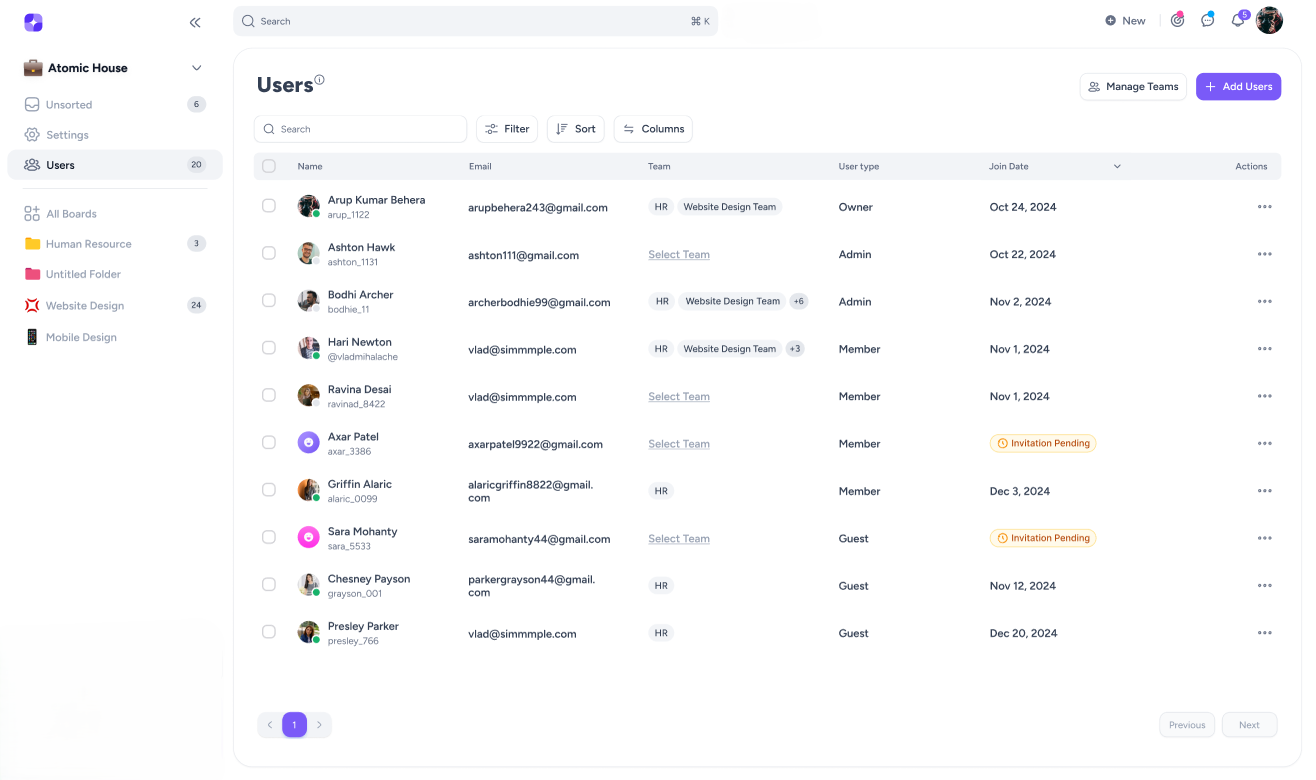 Search
⌘ K
New
5
Atomic House
Unsorted 6
Settings
Users 20
All Boards
Human Resource 3
Untitled Folder
Website Design 24
Mobile Design
Users
Manage Teams
Add Users
Search
Filter
Sort
Columns
Name Email Team User type Join Date Actions
Arup Kumar Behera
arup_1122
arupbehera243@gmail.com
HR Website Design Team
Owner
Oct 24, 2024
Ashton Hawk
ashton_1131
ashton111@gmail.com
Select Team
Admin
Oct 22, 2024
Bodhi Archer
bodhie_11
archerbodhie99@gmail.com
HR Website Design Team +6
Admin
Nov 2, 2024
Hari Newton
@vladmihalache
vlad@simmmple.com
HR Website Design Team +3
Member
Nov 1, 2024
Ravina Desai
ravinad_8422
vlad@simmmple.com
Select Team
Member
Nov 1, 2024
Axar Patel
axar_3386
axarpatel9922@gmail.com
Select Team
Member
Invitation Pending
Griffin Alaric
alaric_0099
alaricgriffin8822@gmail.
com
HR
Member
Dec 3, 2024
Sara Mohanty
sara_5533
saramohanty44@gmail.com
Select Team
Guest
Invitation Pending
Chesney Payson
grayson_001
parkergrayson44@gmail.
com
HR
Guest
Nov 12, 2024
Presley Parker
presley_766
vlad@simmmple.com
HR
Guest
Dec 20, 2024
1
Previous
Next